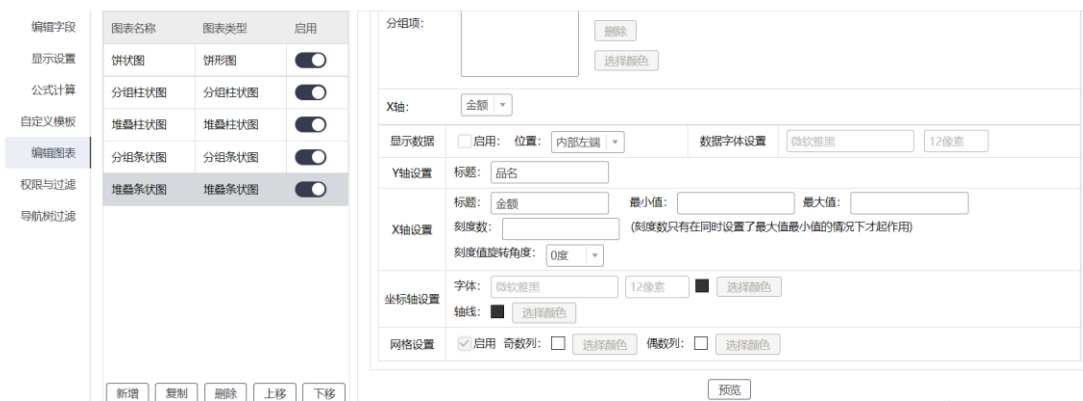 编辑字段
显示设置
公式计算
自定义模板
编辑图表
权限与过滤
导航树过滤
图表名称 图表类型 启用
饼状图 饼形图
分组柱状图 分组柱状图
堆叠柱状图 堆叠柱状图
分组条状图 分组条状图
堆叠条状图 堆叠条状图
新增 复制 删除 上移 下移
分组项:
删除
选择颜色
X轴: 金额
显示数据 启用: 位置: 内部左端 数据字体设置 微软雅黑 12像素
Y轴设置 标题: 品名
X轴设置 标题: 金额 最小值: 最大值:
刻度数: (刻度数只有在同时设置了最大值最小值的情况下才起作用)
刻度值旋转角度: 0度
坐标轴设置 字体: 微软雅黑 12像素 选择颜色
轴线: 选择颜色
网格设置 启用 奇数列: 选择颜色 偶数列: 选择颜色
预览